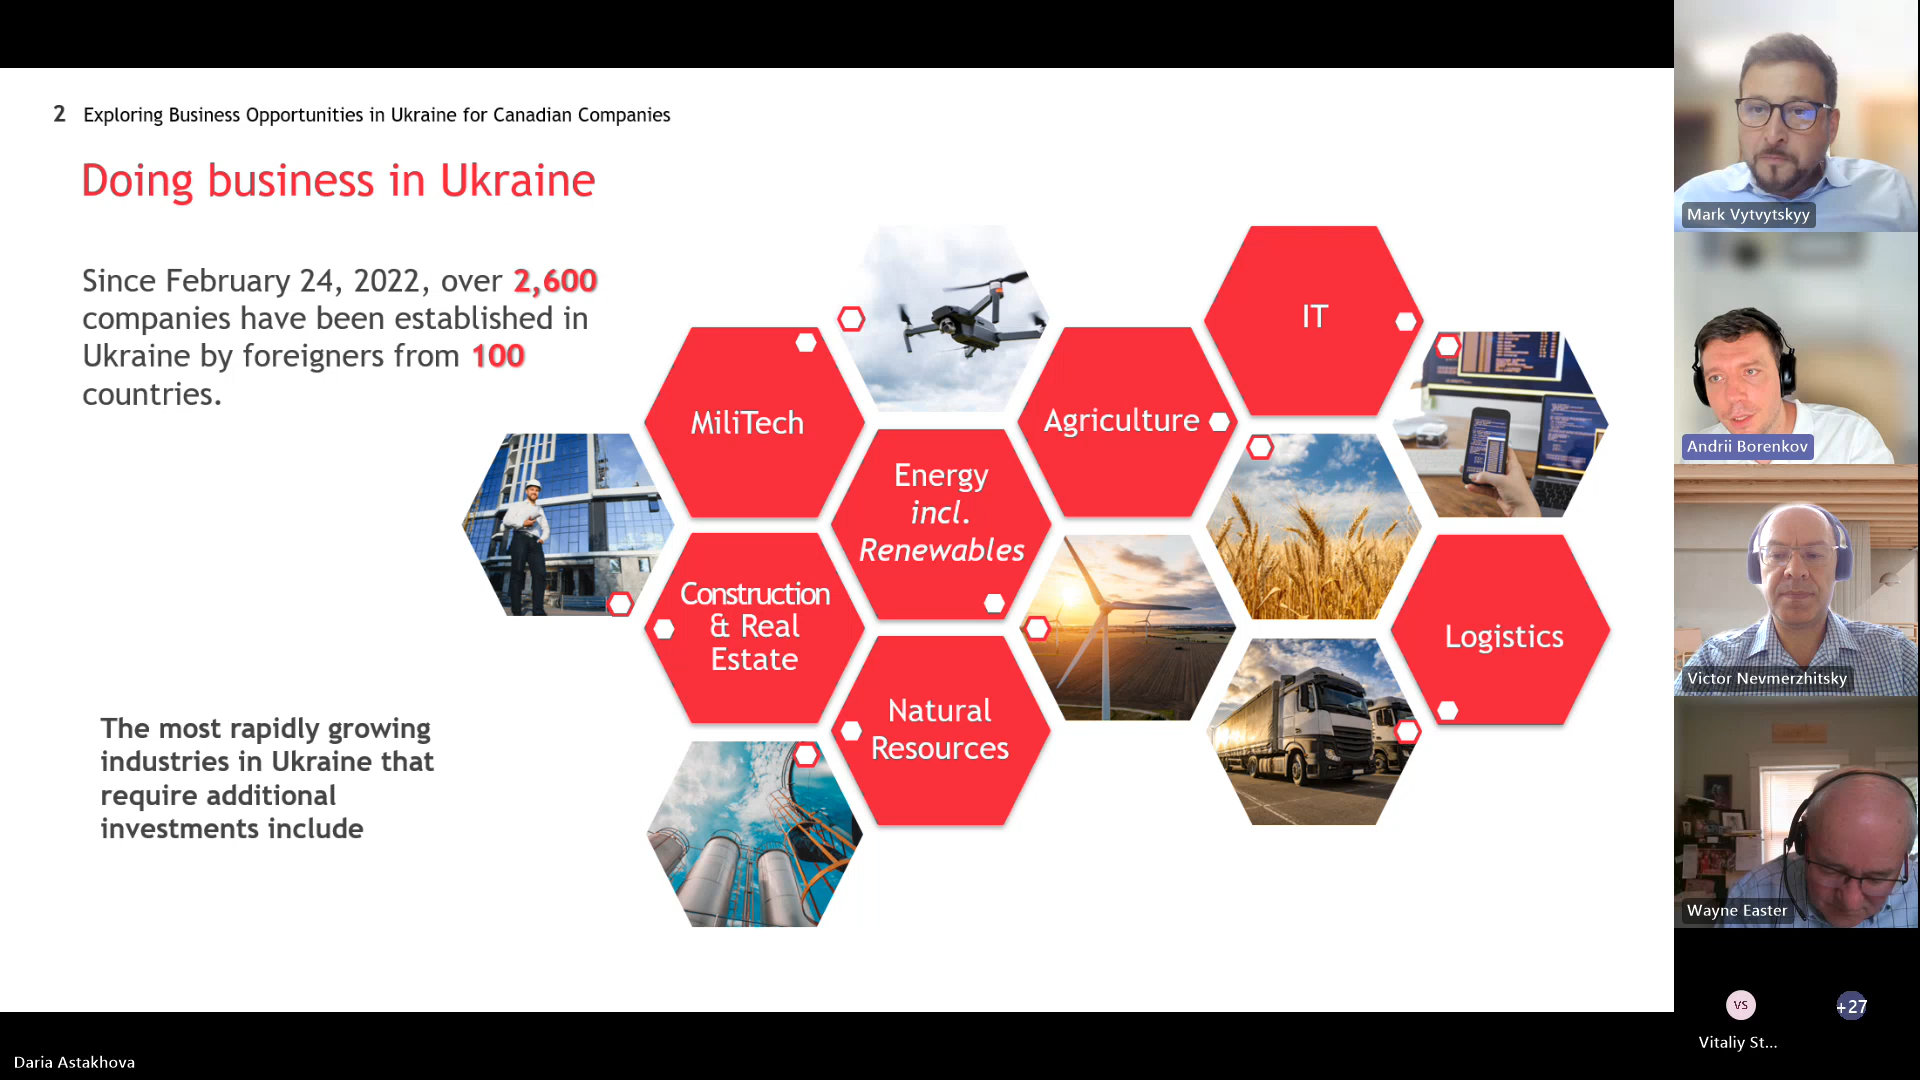 2 Exploring Business Opportunities in Ukraine for Canadian Companies
Doing business in Ukraine
Since February 24, 2022, over 2,600
companies have been established in
Ukraine by foreigners from 100
countries.
The most rapidly growing
industries in Ukraine that
require additional
investments include
MiliTech
Energy
incl.
Renewables
Agriculture
IT
Construction
& Real
Estate
Natural
Resources
Logistics
Mark Vytvytskyy
Andrii Borenkov
Victor Nevmerzhitsky
Wayne Easter
VS
Vitaliy St...
+27
Daria Astakhova